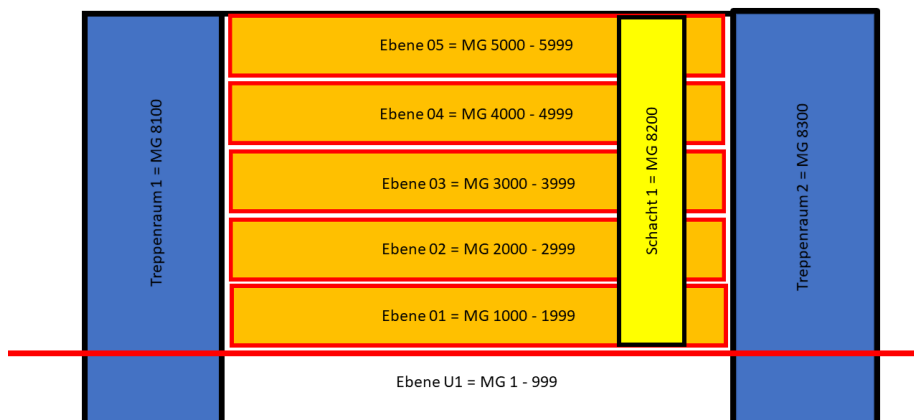 Ebene 05 = MG 5000 - 5999
Ebene 04 = MG 4000 - 4999
Ebene 03 = MG 3000 - 3999
Ebene 02 = MG 2000 - 2999
Ebene 01 = MG 1000 - 1999
Ebene U1 = MG 1 - 999
Treppenraum 1 = MG 8100
Schacht 1 = MG 8200
Treppenraum 2 = MG 8300